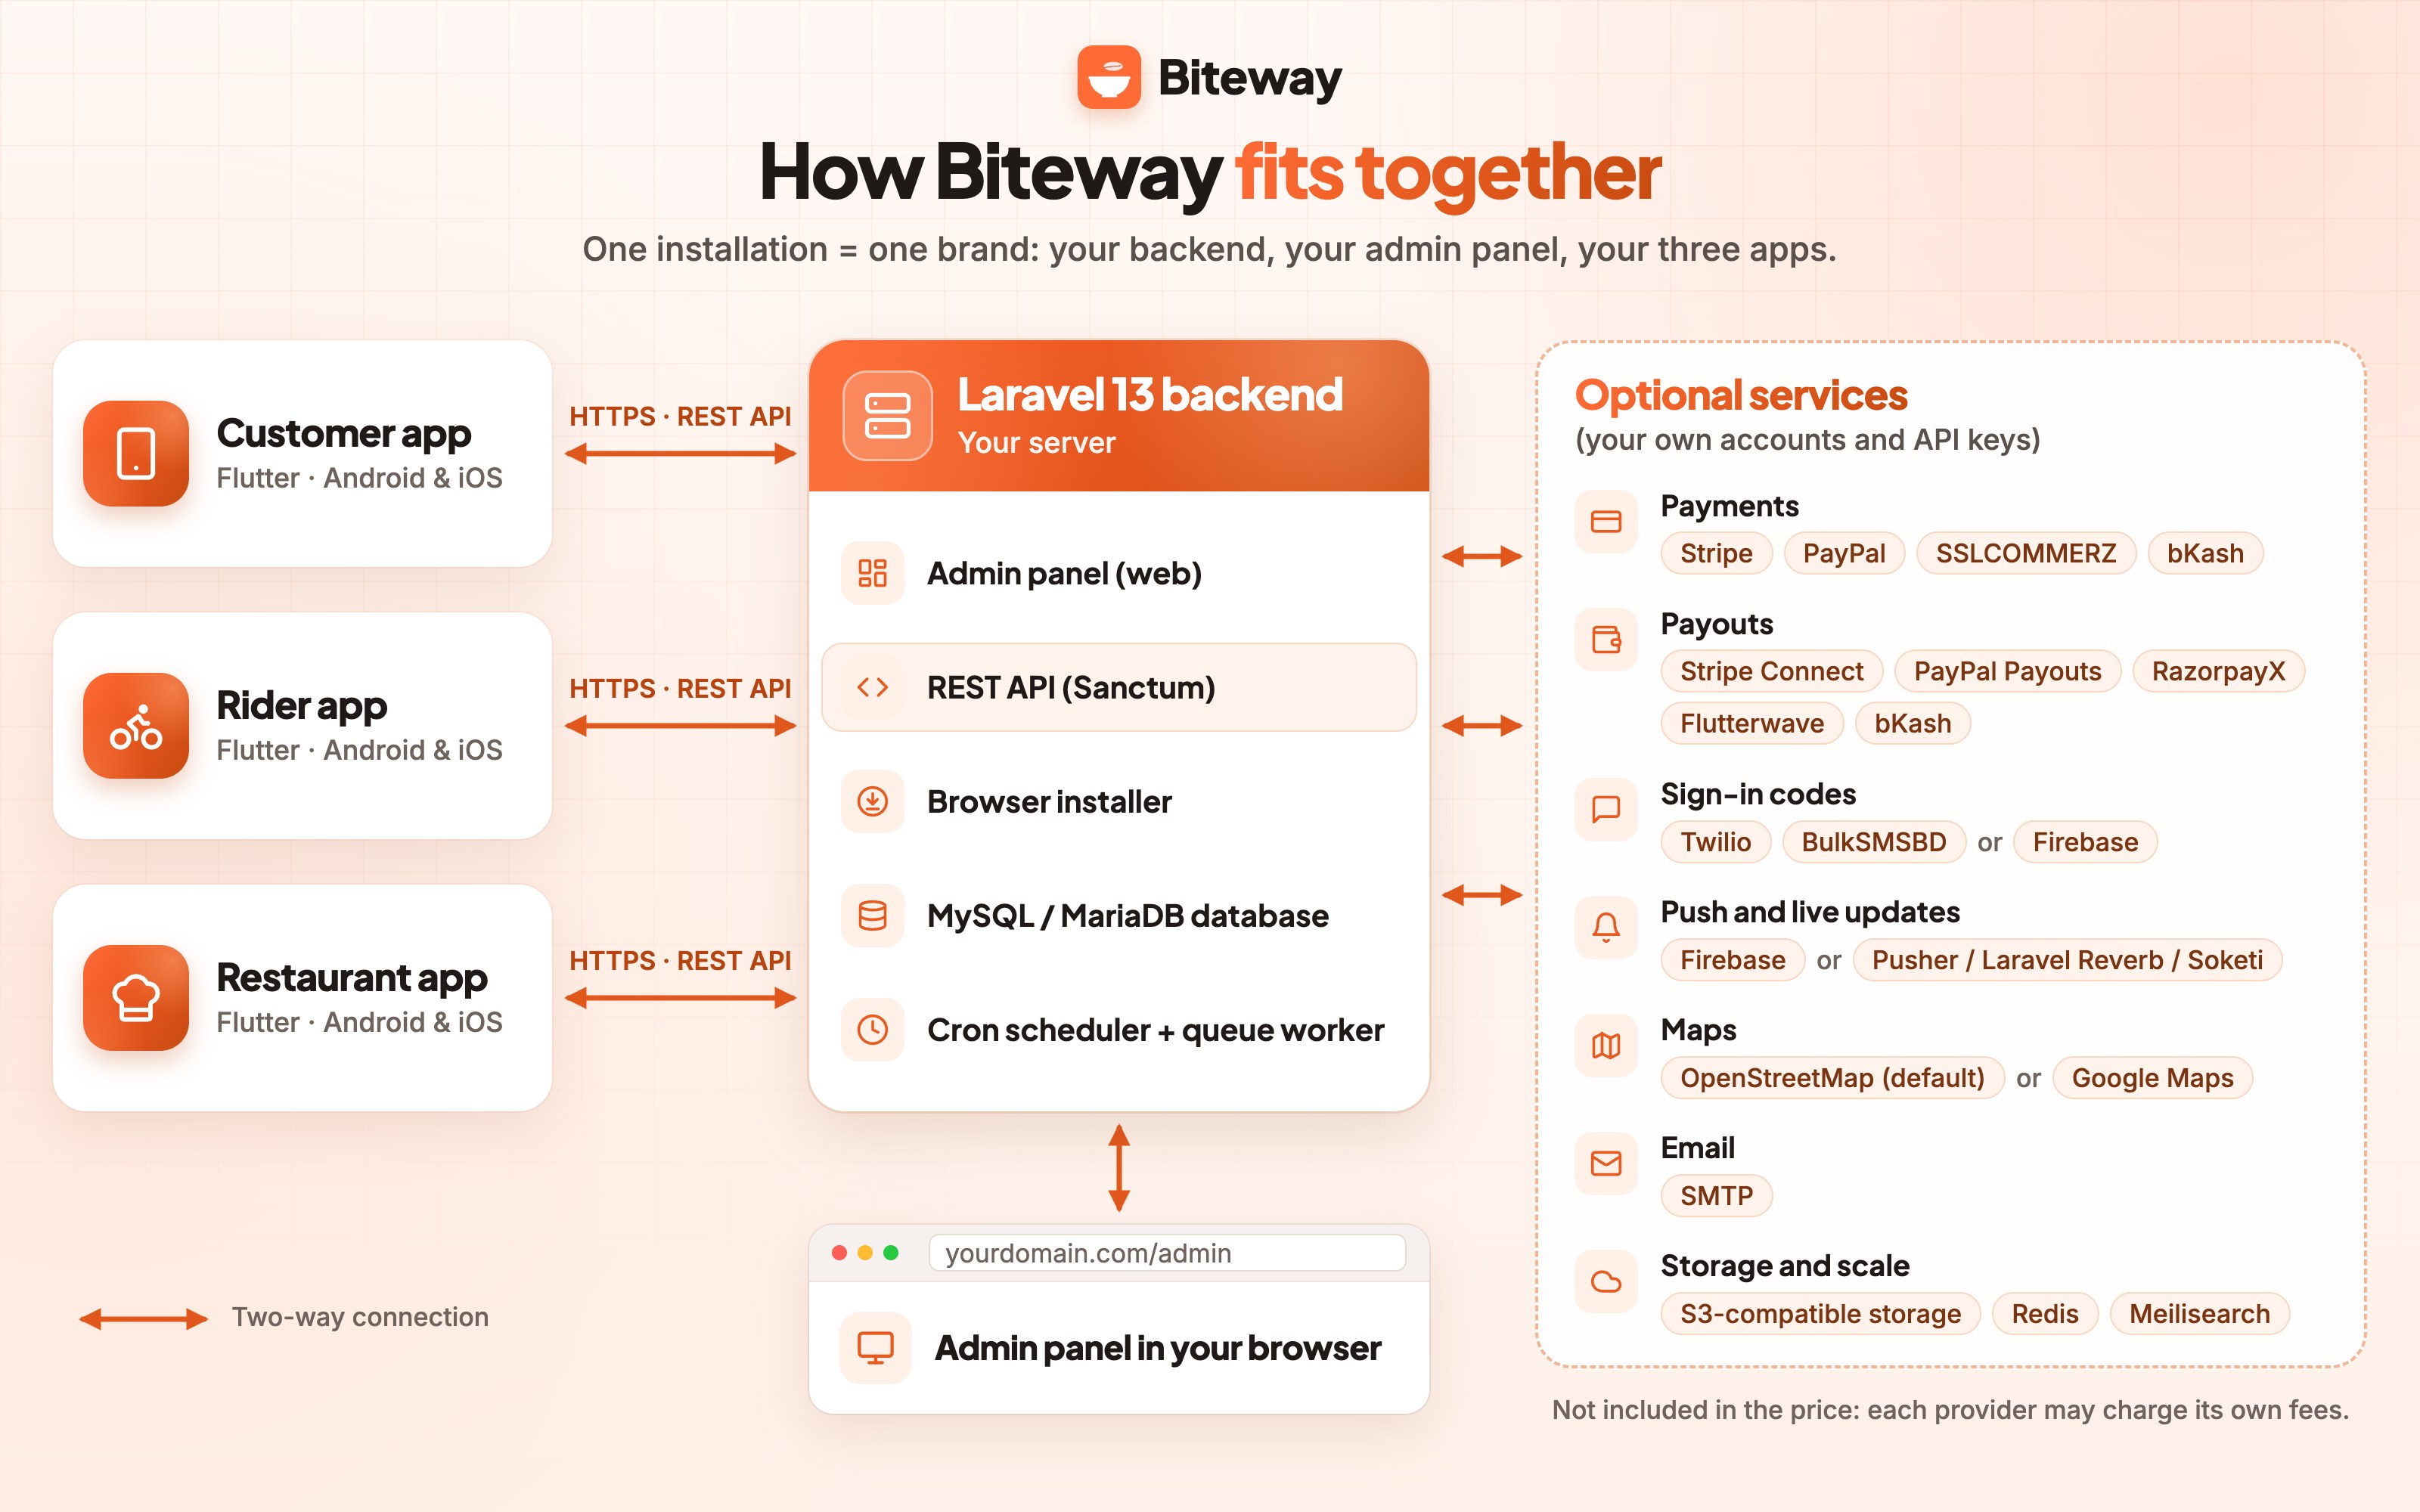 Biteway
How Biteway fits together
One installation = one brand: your backend, your admin panel, your three apps.
Customer app
Flutter · Android & iOS
HTTPS · REST API
Rider app
Flutter · Android & iOS
HTTPS · REST API
Restaurant app
Flutter · Android & iOS
HTTPS · REST API
Two-way connection
Laravel 13 backend
Your server
Admin panel (web)
REST API (Sanctum)
Browser installer
MySQL / MariaDB database
Cron scheduler + queue worker
yourdomain.com/admin
Admin panel in your browser
Optional services
(your own accounts and API keys)
Payments
Stripe PayPal SSLCOMMERZ bKash
Payouts
Stripe Connect PayPal Payouts RazorpayX
Flutterwave bKash
Sign-in codes
Twilio BulkSMSBD or Firebase
Push and live updates
Firebase or Pusher / Laravel Reverb / Soketi
Maps
OpenStreetMap (default) or Google Maps
Email
SMTP
Storage and scale
S3-compatible storage Redis Meilisearch
Not included in the price: each provider may charge its own fees.